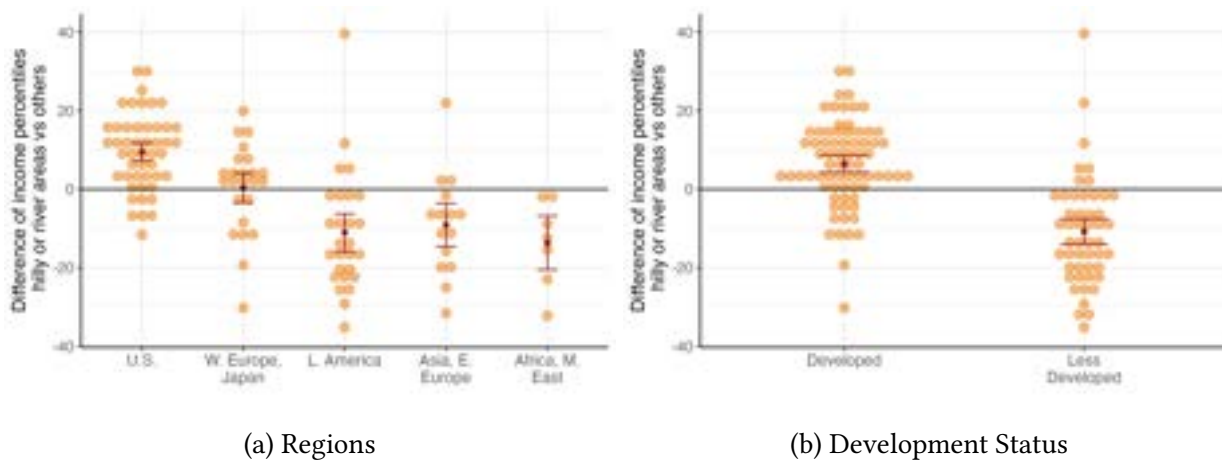 Difference of income percentiles
hilly or river areas vs others
40
20
0
-20
-40
U.S.
W. Europe,
Japan
L. America
Asia, E.
Europe
Africa, M.
East
(a) Regions
Difference of income percentiles
hilly or river areas vs others
40
20
0
-20
-40
Developed
Less
Developed
(b) Development Status